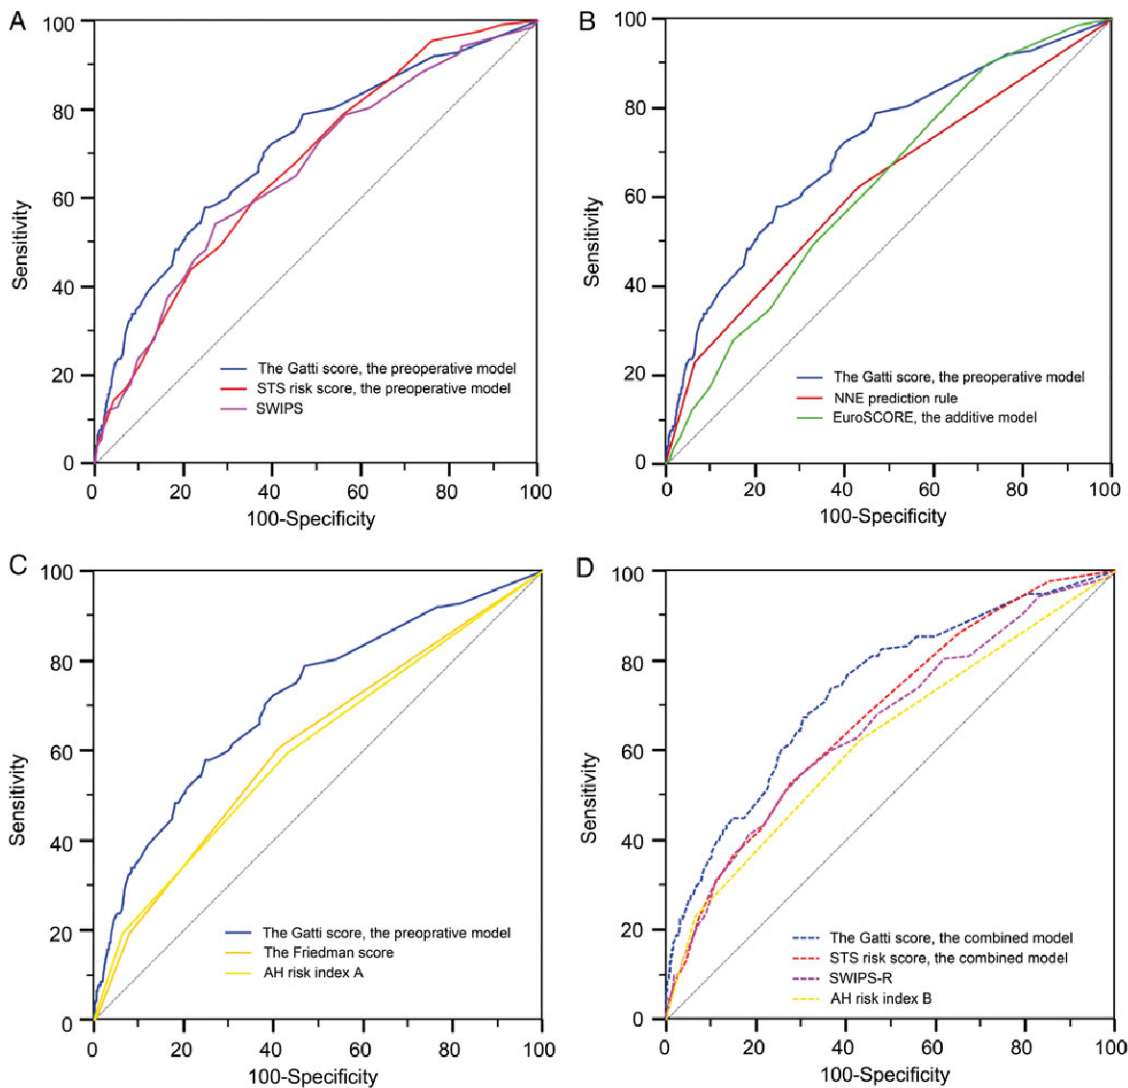 A
100
80
60
40
20
0
Sensitivity
The Gatti score, the preoperative model
STS risk score, the preoperative model
SWIPS
0 20 40 60 80 100
100-Specificity
B
100
80
60
40
20
0
Sensitivity
The Gatti score, the preoperative model
NNE prediction rule
EuroSCORE, the additive model
0 20 40 60 80 100
100-Specificity
C
100
80
60
40
20
0
Sensitivity
The Gatti score, the preoprative model
The Friedman score
AH risk index A
0 20 40 60 80 100
100-Specificity
D
100
80
60
40
20
0
Sensitivity
The Gatti score, the combined model
STS risk score, the combined model
SWIPS-R
AH risk index B
0 20 40 60 80 100
100-Specificity